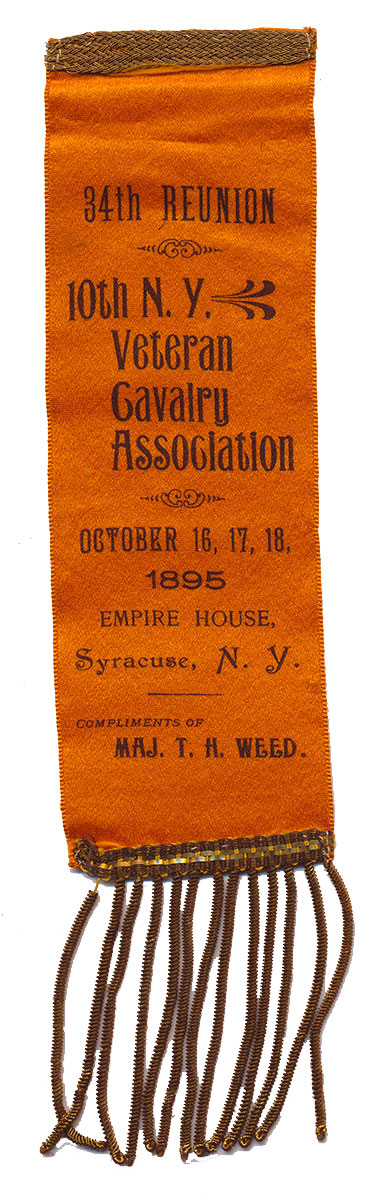 34th REUNION
10th N. Y.
Veteran
Cavalry
Association
OCTOBER 16, 17, 18,
1895
EMPIRE HOUSE,
Syracuse, N. Y.
COMPLIMENTS OF
MAJ. T. H. WEED.